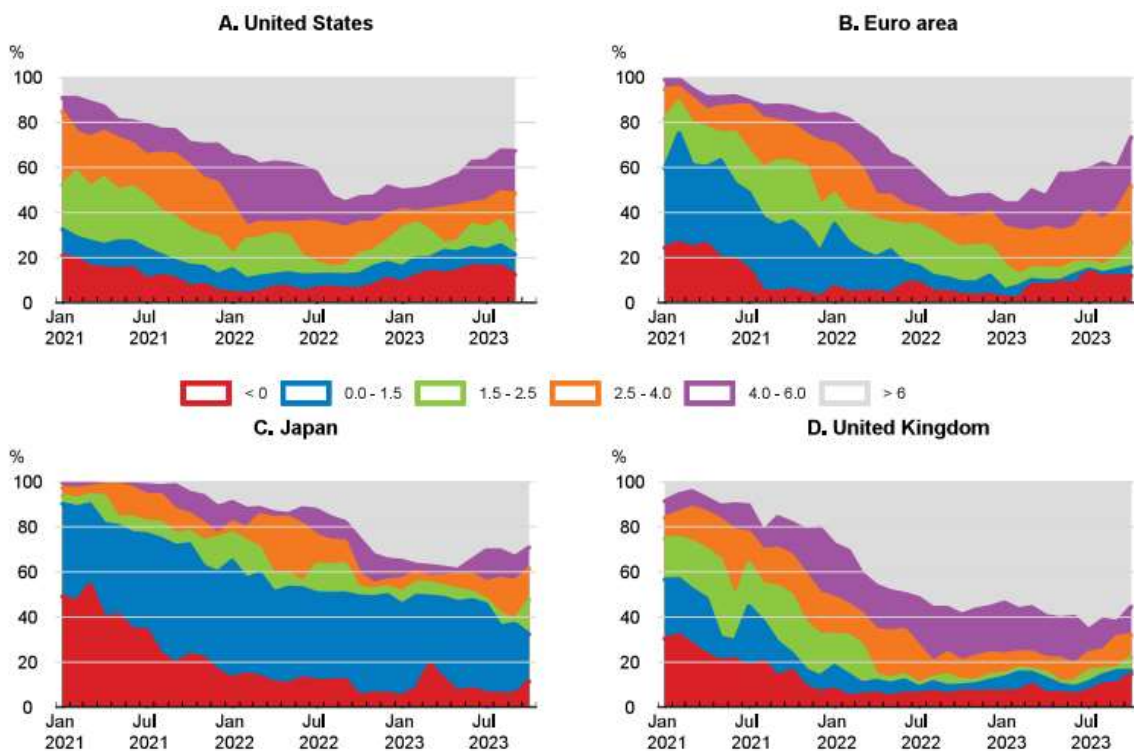 A. United States
%
100
80
60
40
20
0
Jan Jul Jan Jul Jan Jul
2021 2021 2022 2022 2023 2023
B. Euro area
%
100
80
60
40
20
0
Jan Jul Jan Jul Jan Jul
2021 2021 2022 2022 2023 2023
< 0 0.0 - 1.5 1.5 - 2.5 2.5 - 4.0 4.0 - 6.0 > 6
C. Japan
%
100
80
60
40
20
0
Jan Jul Jan Jul Jan Jul
2021 2021 2022 2022 2023 2023
D. United Kingdom
%
100
80
60
40
20
0
Jan Jul Jan Jul Jan Jul
2021 2021 2022 2022 2023 2023